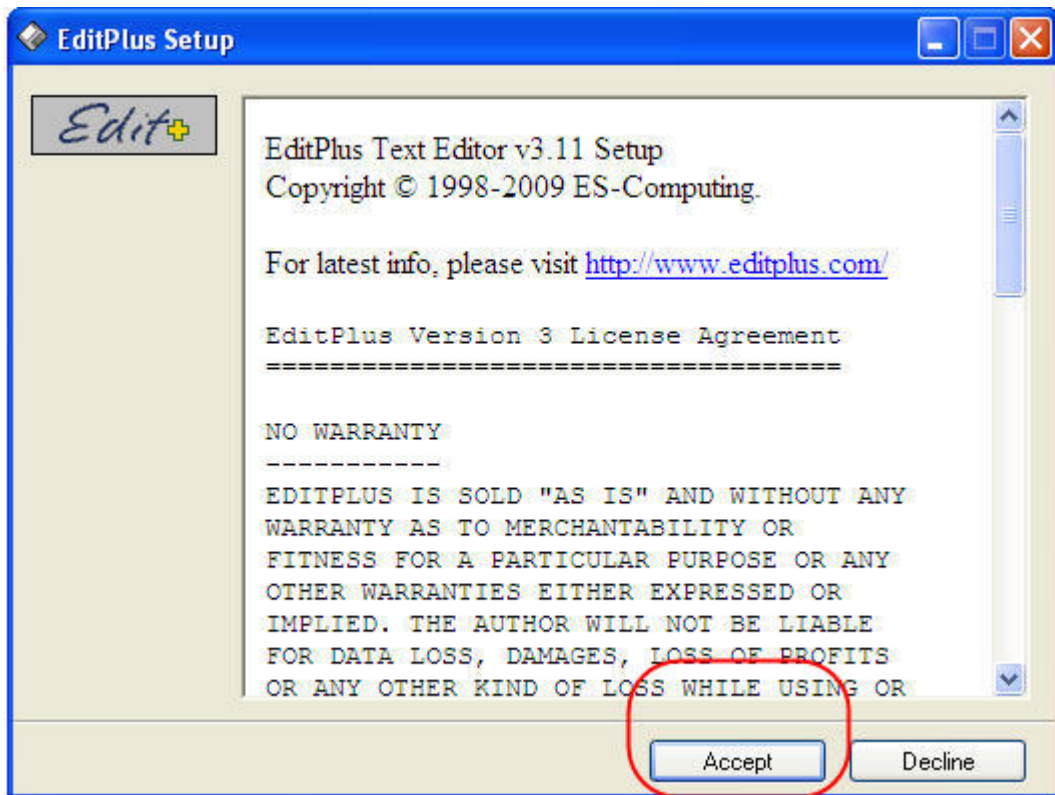 EditPlus Setup
Edit+
EditPlus Text Editor v3.11 Setup
Copyright © 1998-2009 ES-Computing.
For latest info, please visit http://www.editplus.com/
EditPlus Version 3 License Agreement
====================================
NO WARRANTY
-----------
EDITPLUS IS SOLD "AS IS" AND WITHOUT ANY
WARRANTY AS TO MERCHANTABILITY OR
FITNESS FOR A PARTICULAR PURPOSE OR ANY
OTHER WARRANTIES EITHER EXPRESSED OR
IMPLIED. THE AUTHOR WILL NOT BE LIABLE
FOR DATA LOSS, DAMAGES, LOSS OF PROFITS
OR ANY OTHER KIND OF LOSS WHILE USING OR
Accept Decline